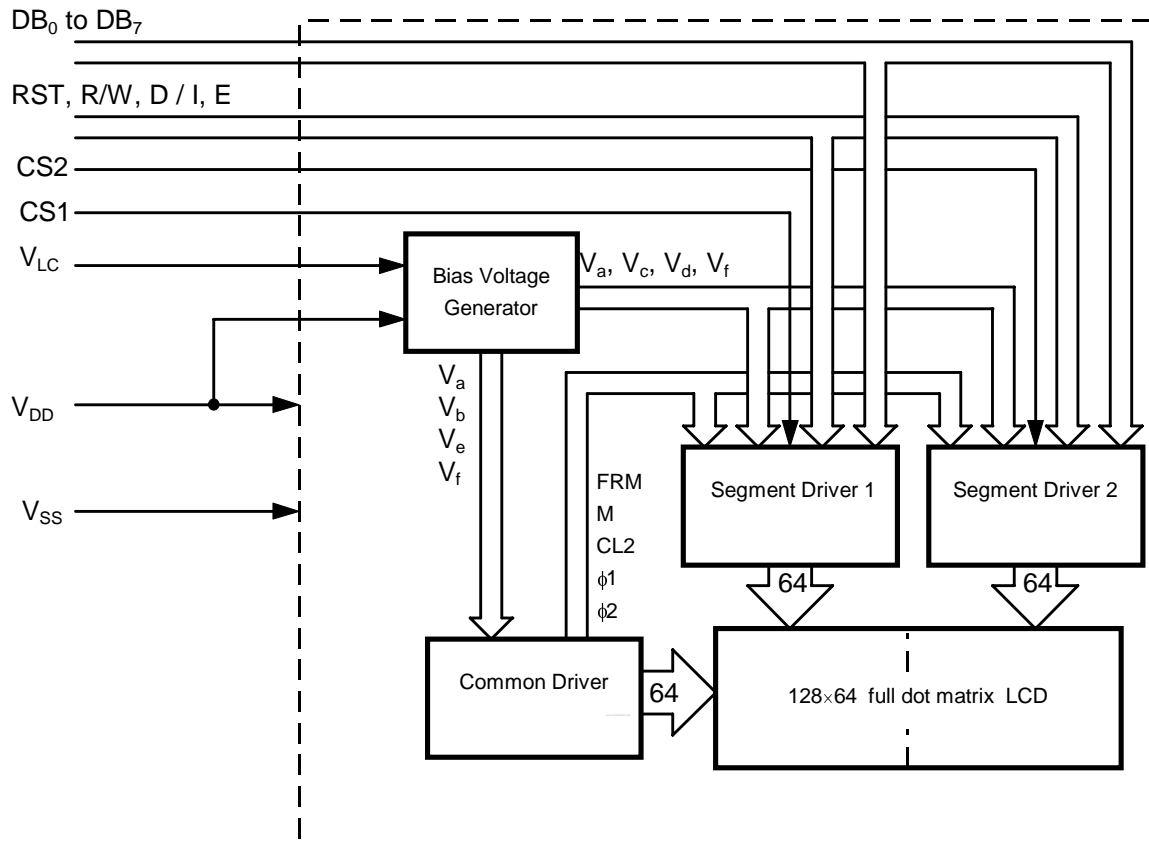 DB0 to DB7
RST, R/W, D / I, E
CS2
CS1
VLC
Bias Voltage
Generator
Va, Vc, Vd, Vf
VDD
Va
Vb
Ve
Vf
VSS
FRM
M
CL2
ϕ1
ϕ2
Segment Driver 1
Segment Driver 2
64
64
Common Driver
64
128×64 full dot matrix LCD